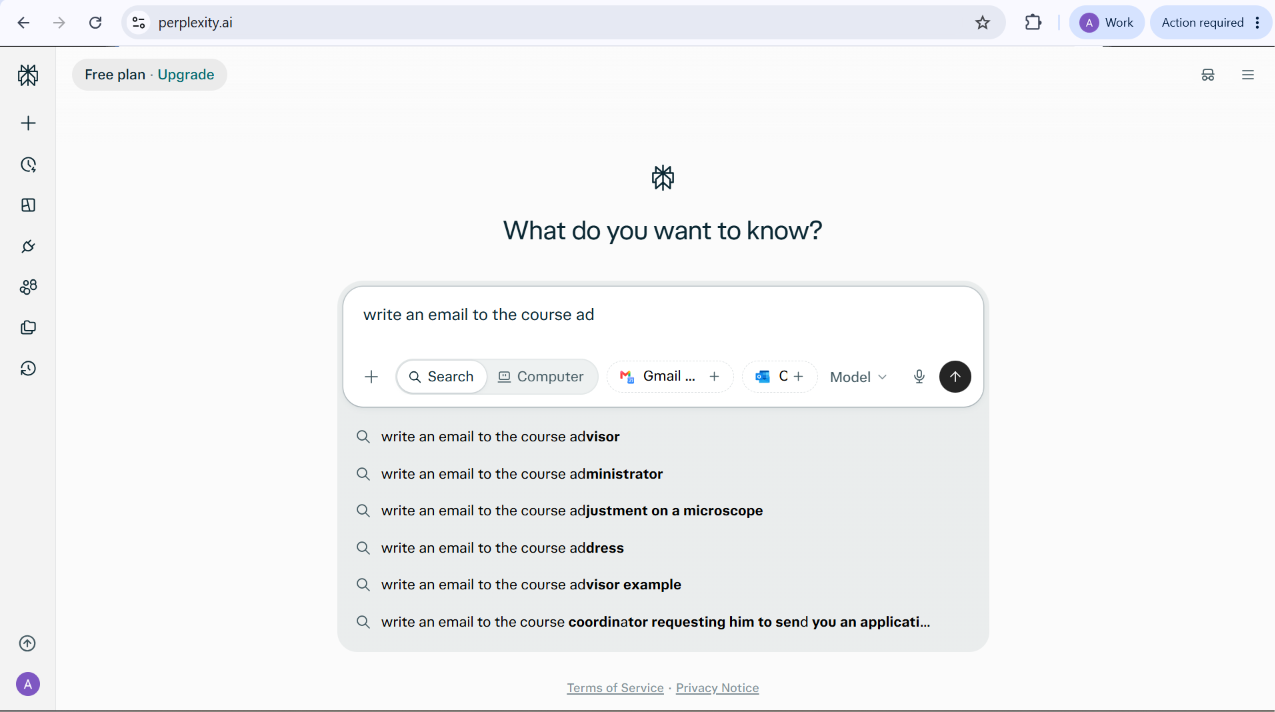 perplexity.ai
A Work
Action required
Free plan · Upgrade
What do you want to know?
write an email to the course ad
Search
Computer
Gmail ...
C
Model
write an email to the course advisor
write an email to the course administrator
write an email to the course adjustment on a microscope
write an email to the course address
write an email to the course advisor example
write an email to the course coordinator requesting him to send you an applicati...
A
Terms of Service · Privacy Notice